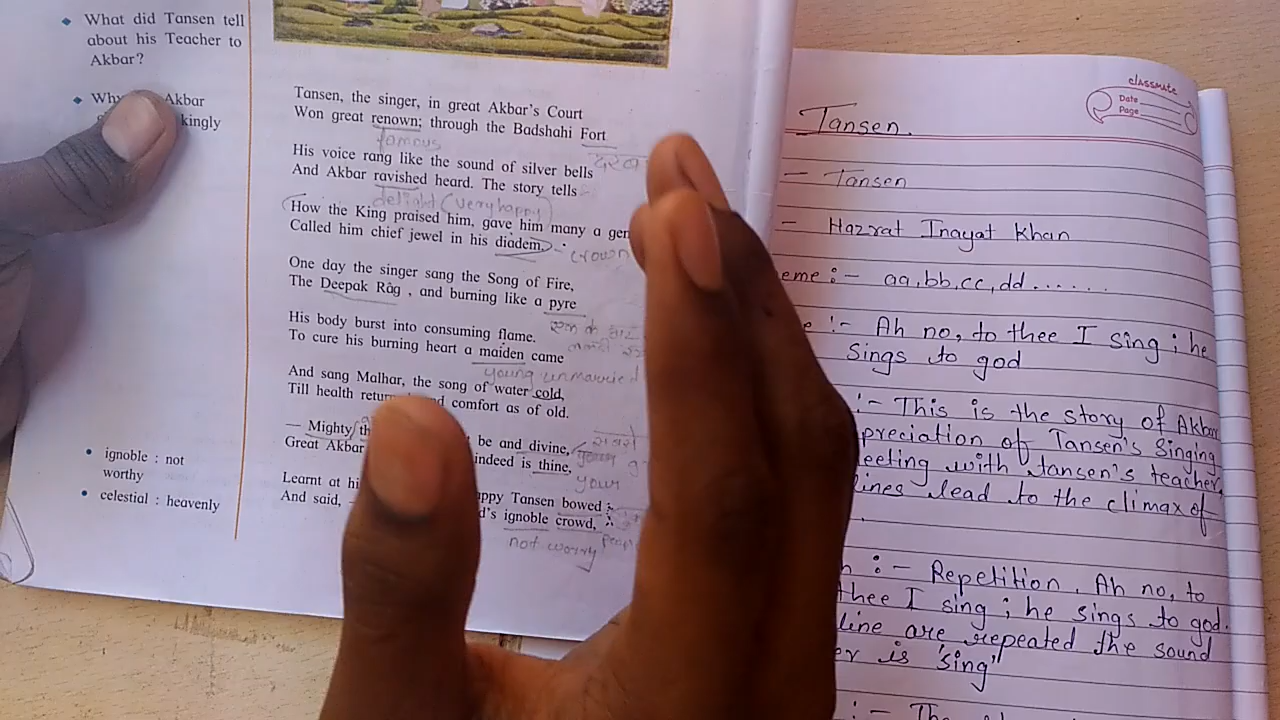 What did Tansen tell
about his Teacher to
Akbar?
Akbar
kingly
Tansen, the singer, in great Akbar's Court
Won great renown; through the Badshahi Fort
famous
His voice rang like the sound of silver bells
And Akbar ravished heard. The story tells
delight (very happy)
How the King praised him, gave him many a
Called him chief jewel in his diadem.
crown
One day the singer sang the Song of Fire,
The Deepak Râg, and burning like a pyre
His body burst into consuming flame.
To cure his burning heart a maiden came
young unmarried
And sang Malhar, the song of water cold,
Till health comfort as of old.
— Mighty be and divine,
Great Akbar indeed is thine,
your
Learnt at Tansen bowed ;
And said, ignoble crowd,
not worry
ignoble : not
worthy
celestial : heavenly
classmate
Date
Page
Tansen.
- Tansen
- Hazrat Inayat Khan
:- aa,bb,cc,dd......
:- Ah no, to thee I sing ; he
sings to god
:- This is the story of Akbar
of Tansen's Singing
with tansen's teacher,
lines lead to the climax of
:- Repetition. Ah no, to
thee I sing ; he sings to god.
line are repeated the sound
is 'sing"
:- The